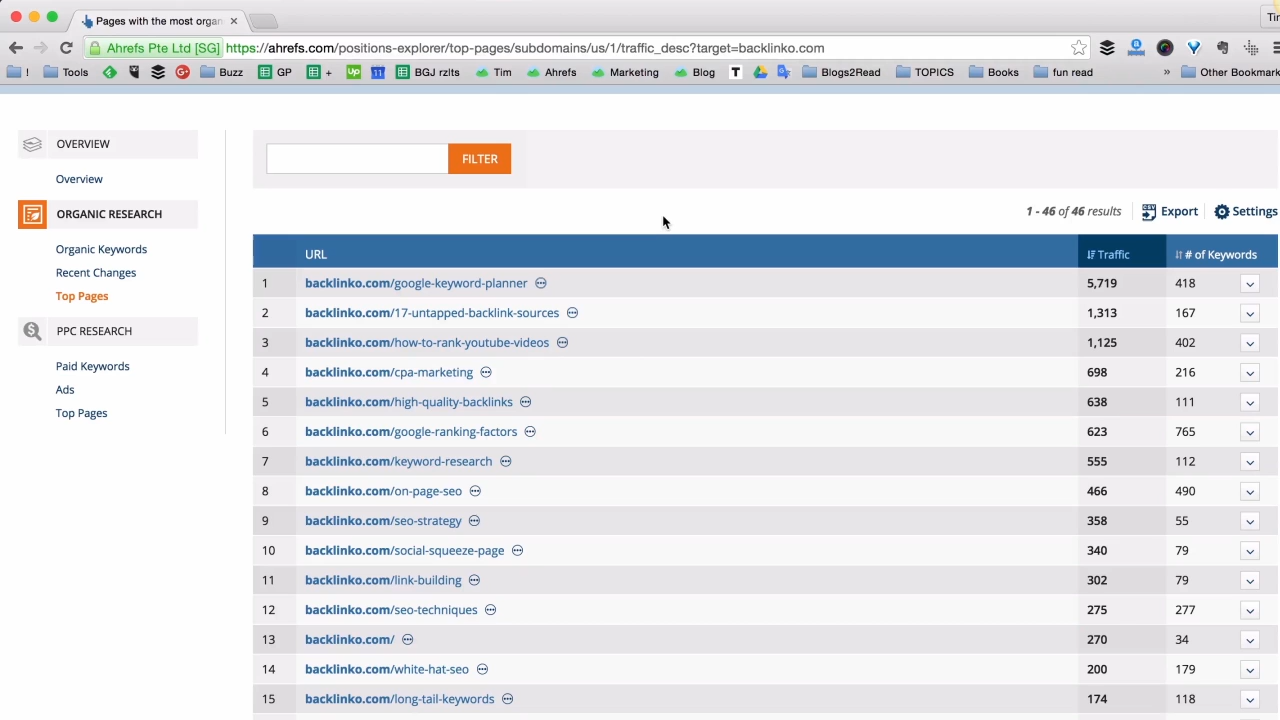 Pages with the most organ
Tin
Ahrefs Pte Ltd [SG] https://ahrefs.com/positions-explorer/top-pages/subdomains/us/1/traffic_desc?target=backlinko.com
! Tools Buzz GP + Up 11 BGJ rzlts Tim Ahrefs Marketing Blog T Blogs2Read TOPICS Books fun read » Other Bookmark
OVERVIEW
Overview
ORGANIC RESEARCH
Organic Keywords
Recent Changes
Top Pages
PPC RESEARCH
Paid Keywords
Ads
Top Pages
FILTER
1 - 46 of 46 results Export Settings
URL Traffic # of Keywords
1 backlinko.com/google-keyword-planner 5,719 418
2 backlinko.com/17-untapped-backlink-sources 1,313 167
3 backlinko.com/how-to-rank-youtube-videos 1,125 402
4 backlinko.com/cpa-marketing 698 216
5 backlinko.com/high-quality-backlinks 638 111
6 backlinko.com/google-ranking-factors 623 765
7 backlinko.com/keyword-research 555 112
8 backlinko.com/on-page-seo 466 490
9 backlinko.com/seo-strategy 358 55
10 backlinko.com/social-squeeze-page 340 79
11 backlinko.com/link-building 302 79
12 backlinko.com/seo-techniques 275 277
13 backlinko.com/ 270 34
14 backlinko.com/white-hat-seo 200 179
15 backlinko.com/long-tail-keywords 174 118